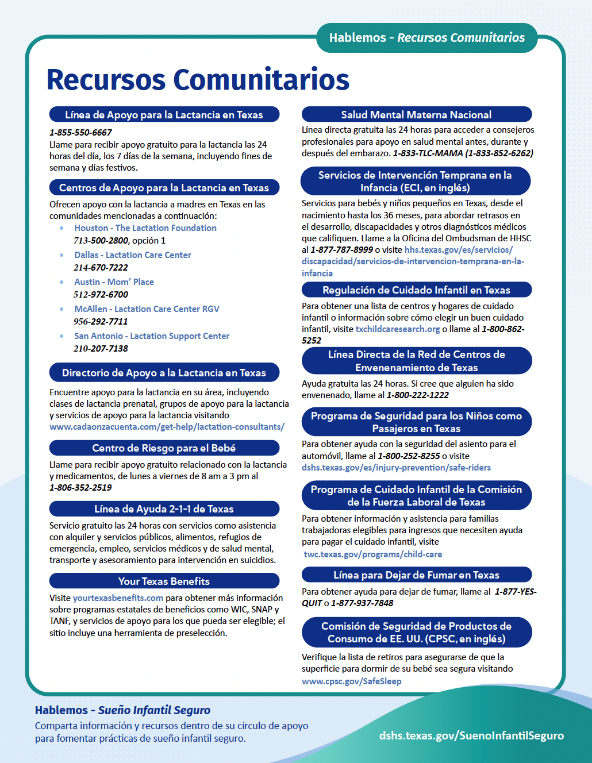 Hablemos - Recursos Comunitarios
Recursos Comunitarios
Línea de Apoyo para la Lactancia en Texas
1-855-550-6667
Llame para recibir apoyo gratuito para la lactancia las 24
horas del día, los 7 días de la semana, incluyendo fines de
semana y días festivos.
Centros de Apoyo para la Lactancia en Texas
Ofrecen apoyo con la lactancia a madres en Texas en las
comunidades mencionadas a continuación:
• Houston - The Lactation Foundation
713-500-2800, opción 1
• Dallas - Lactation Care Center
214-670-7222
• Austin - Mom' Place
512-972-6700
• McAllen - Lactation Care Center RGV
956-292-7711
• San Antonio - Lactation Support Center
210-207-7138
Directorio de Apoyo a la Lactancia en Texas
Encuentre apoyo para la lactancia en su área, incluyendo
clases de lactancia prenatal, grupos de apoyo para la lactancia
y servicios de apoyo para la lactancia visitando
www.cadaonzacuenta.com/get-help/lactation-consultants/
Centro de Riesgo para el Bebé
Llame para recibir apoyo gratuito relacionado con la lactancia
y medicamentos, de lunes a viernes de 8 am a 3 pm al
1-806-352-2519
Línea de Ayuda 2-1-1 de Texas
Servicio gratuito las 24 horas con servicios como asistencia
con alquiler y servicios públicos, alimentos, refugios de
emergencia, empleo, servicios médicos y de salud mental,
transporte y asesoramiento para intervención en suicidios.
Your Texas Benefits
Visite yourtexasbenefits.com para obtener más información
sobre programas estatales de beneficios como WIC, SNAP y
TANF, y servicios de apoyo para los que pueda ser elegible; el
sitio incluye una herramienta de preselección.
Salud Mental Materna Nacional
Línea directa gratuita las 24 horas para acceder a consejeros
profesionales para apoyo en salud mental antes, durante y
después del embarazo. 1-833-TLC-MAMA (1-833-852-6262)
Servicios de Intervención Temprana en la
Infancia (ECI, en inglés)
Servicios para bebés y niños pequeños en Texas, desde el
nacimiento hasta los 36 meses, para abordar retrasos en
el desarrollo, discapacidades y otros diagnósticos médicos
que califiquen. Llame a la Oficina del Ombudsman de HHSC
al 1-877-787-8999 o visite hhs.texas.gov/es/servicios/
discapacidad/servicios-de-intervencion-temprana-en-la-
infancia
Regulación de Cuidado Infantil en Texas
Para obtener una lista de centros y hogares de cuidado
infantil o información sobre cómo elegir un buen cuidado
infantil, visite txchildcaresearch.org o llame al 1-800-862-
5252
Línea Directa de la Red de Centros de
Envenenamiento de Texas
Ayuda gratuita las 24 horas. Si cree que alguien ha sido
envenenado, llame al 1-800-222-1222
Programa de Seguridad para los Niños como
Pasajeros en Texas
Para obtener ayuda con la seguridad del asiento para el
automóvil, llame al 1-800-252-8255 o visite
dshs.texas.gov/es/injury-prevention/safe-riders
Programa de Cuidado Infantil de la Comisión
de la Fuerza Laboral de Texas
Para obtener información y asistencia para familias
trabajadoras elegibles para ingresos que necesiten ayuda
para pagar el cuidado infantil, visite
twc.texas.gov/programs/child-care
Línea para Dejar de Fumar en Texas
Para obtener ayuda para dejar de fumar, llame al 1-877-YES-
QUIT o 1-877-937-7848
Comisión de Seguridad de Productos de
Consumo de EE. UU. (CPSC, en inglés)
Verifique la lista de retiros para asegurarse de que la
superficie para dormir de su bebé sea segura visitando
www.cpsc.gov/SafeSleep
Hablemos - Sueño Infantil Seguro
Comparta información y recursos dentro de su círculo de apoyo
para fomentar prácticas de sueño infantil seguro.
dshs.texas.gov/SuenoInfantilSeguro